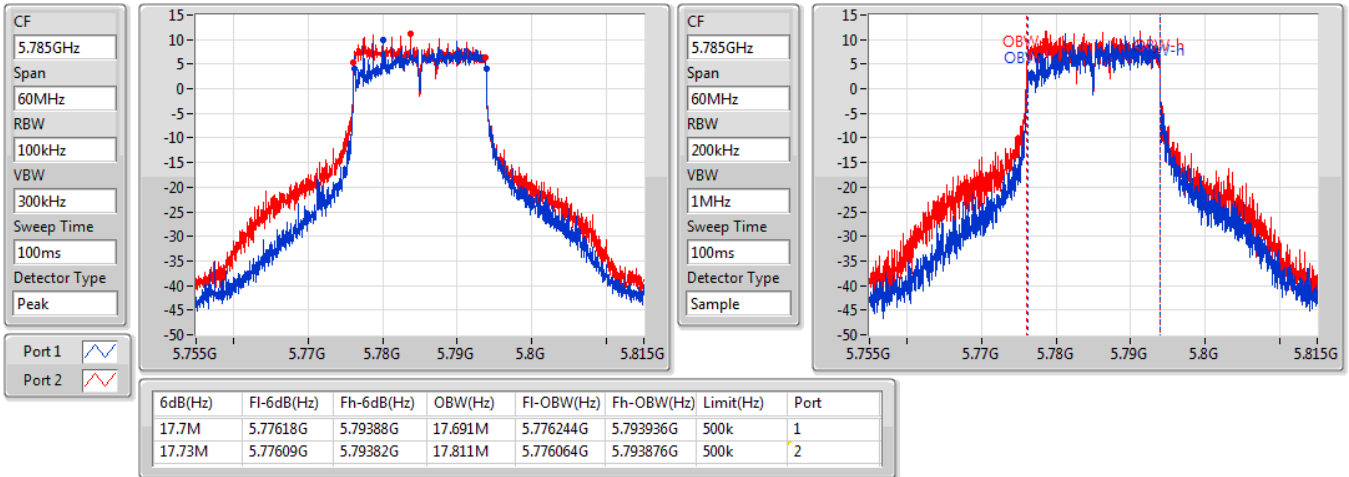 CF
5.785GHz
Span
60MHz
RBW
100kHz
VBW
300kHz
Sweep Time
100ms
Detector Type
Peak
Port 1
Port 2
15
10
5
0
-5
-10
-15
-20
-25
-30
-35
-40
-45
-50
5.755G 5.77G 5.78G 5.79G 5.8G 5.815G
CF
5.785GHz
Span
60MHz
RBW
200kHz
VBW
1MHz
Sweep Time
100ms
Detector Type
Sample
15
10
5
0
-5
-10
-15
-20
-25
-30
-35
-40
-45
-50
5.755G 5.77G 5.78G 5.79G 5.8G 5.815G
6dB(Hz) Fl-6dB(Hz) Fh-6dB(Hz) OBW(Hz) Fl-OBW(Hz) Fh-OBW(Hz) Limit(Hz) Port
17.7M 5.77618G 5.79388G 17.691M 5.776244G 5.793936G 500k 1
17.73M 5.77609G 5.79382G 17.811M 5.776064G 5.793876G 500k 2